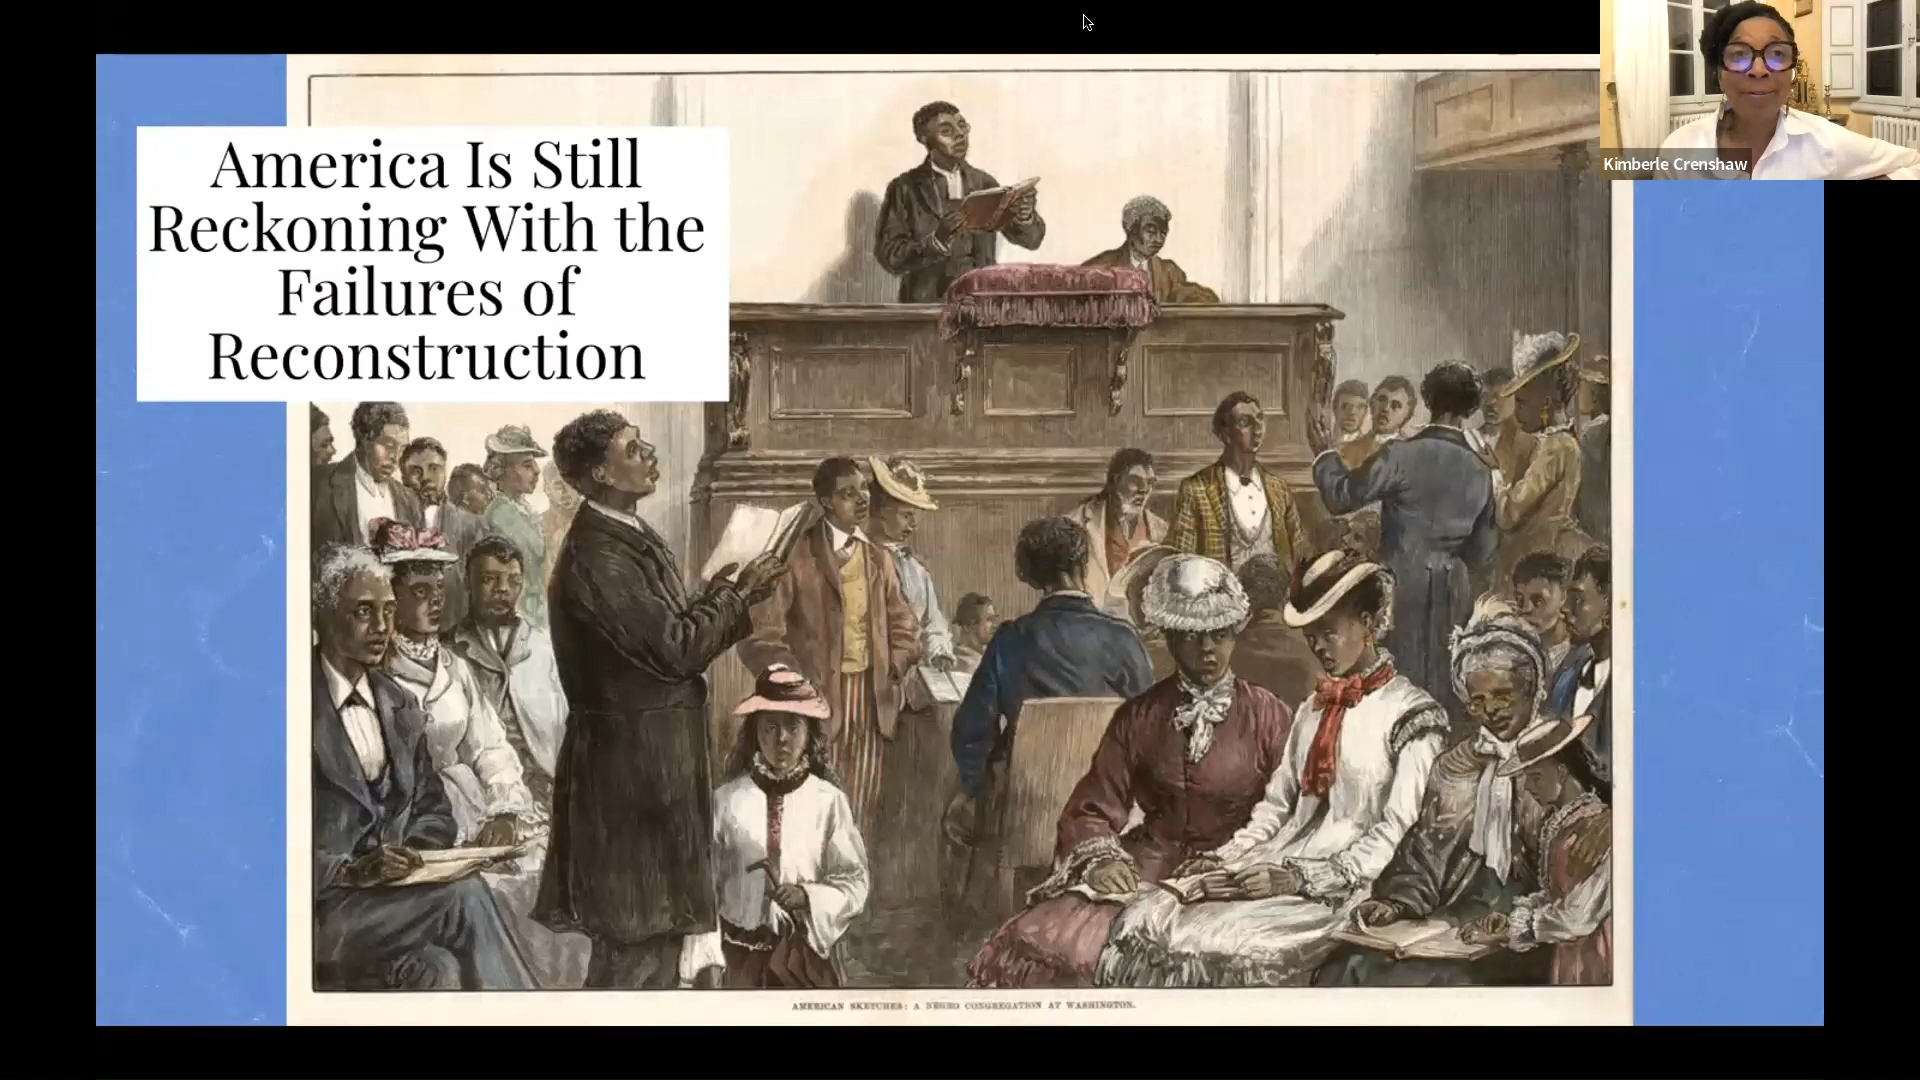 America Is Still
Reckoning With the
Failures of
Reconstruction
Kimberle Crenshaw
AMERICAN SKETCHES: A NEGRO CONGREGATION AT WASHINGTON.